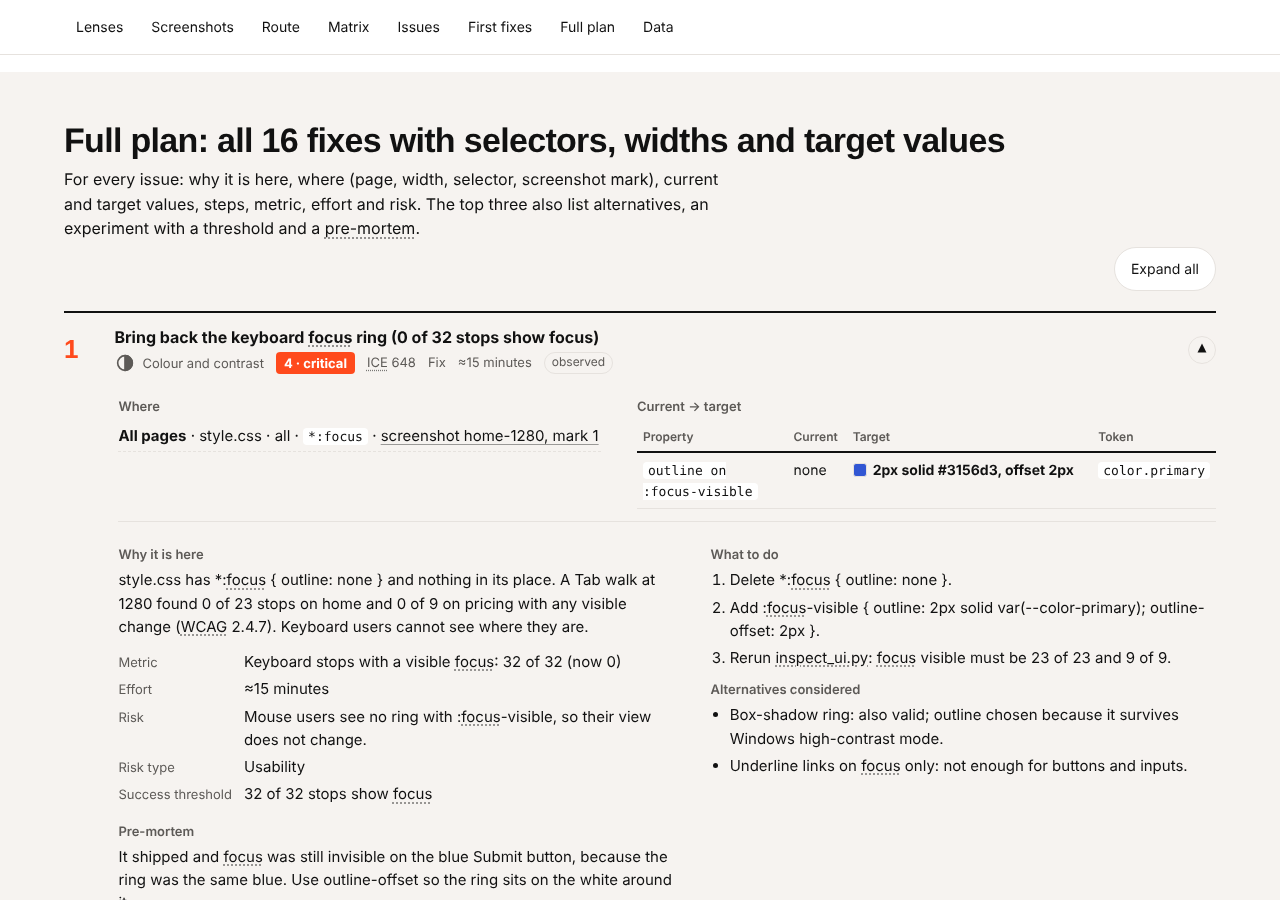 Lenses Screenshots Route Matrix Issues First fixes Full plan Data
Full plan: all 16 fixes with selectors, widths and target values
For every issue: why it is here, where (page, width, selector, screenshot mark), current
and target values, steps, metric, effort and risk. The top three also list alternatives, an
experiment with a threshold and a pre-mortem.
Expand all
1
Bring back the keyboard focus ring (0 of 32 stops show focus)
Colour and contrast 4 · critical ICE 648 Fix ≈15 minutes observed
Where
All pages · style.css · all · *:focus · screenshot home-1280, mark 1
Current → target
Property Current Target Token
outline on :focus-visible none 2px solid #3156d3, offset 2px color.primary
Why it is here
style.css has *:focus { outline: none } and nothing in its place. A Tab walk at
1280 found 0 of 23 stops on home and 0 of 9 on pricing with any visible
change (WCAG 2.4.7). Keyboard users cannot see where they are.
Metric Keyboard stops with a visible focus: 32 of 32 (now 0)
Effort ≈15 minutes
Risk Mouse users see no ring with :focus-visible, so their view
does not change.
Risk type Usability
Success threshold 32 of 32 stops show focus
Pre-mortem
It shipped and focus was still invisible on the blue Submit button, because the
ring was the same blue. Use outline-offset so the ring sits on the white around
What to do
1. Delete *:focus { outline: none }.
2. Add :focus-visible { outline: 2px solid var(--color-primary); outline-
offset: 2px }.
3. Rerun inspect_ui.py: focus visible must be 23 of 23 and 9 of 9.
Alternatives considered
• Box-shadow ring: also valid; outline chosen because it survives
Windows high-contrast mode.
• Underline links on focus only: not enough for buttons and inputs.